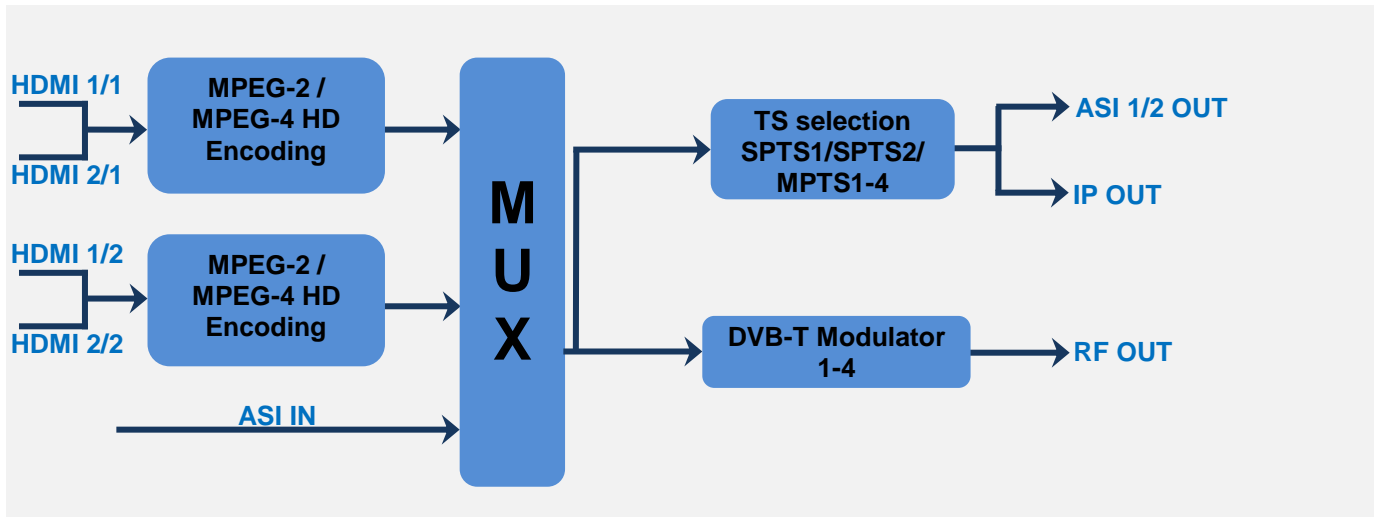 HDMI 1/1
HDMI 2/1
MPEG-2 /
MPEG-4 HD
Encoding
HDMI 1/2
HDMI 2/2
MPEG-2 /
MPEG-4 HD
Encoding
ASI IN
M
U
X
TS selection
SPTS1/SPTS2/
MPTS1-4
ASI 1/2 OUT
IP OUT
DVB-T Modulator
1-4
RF OUT